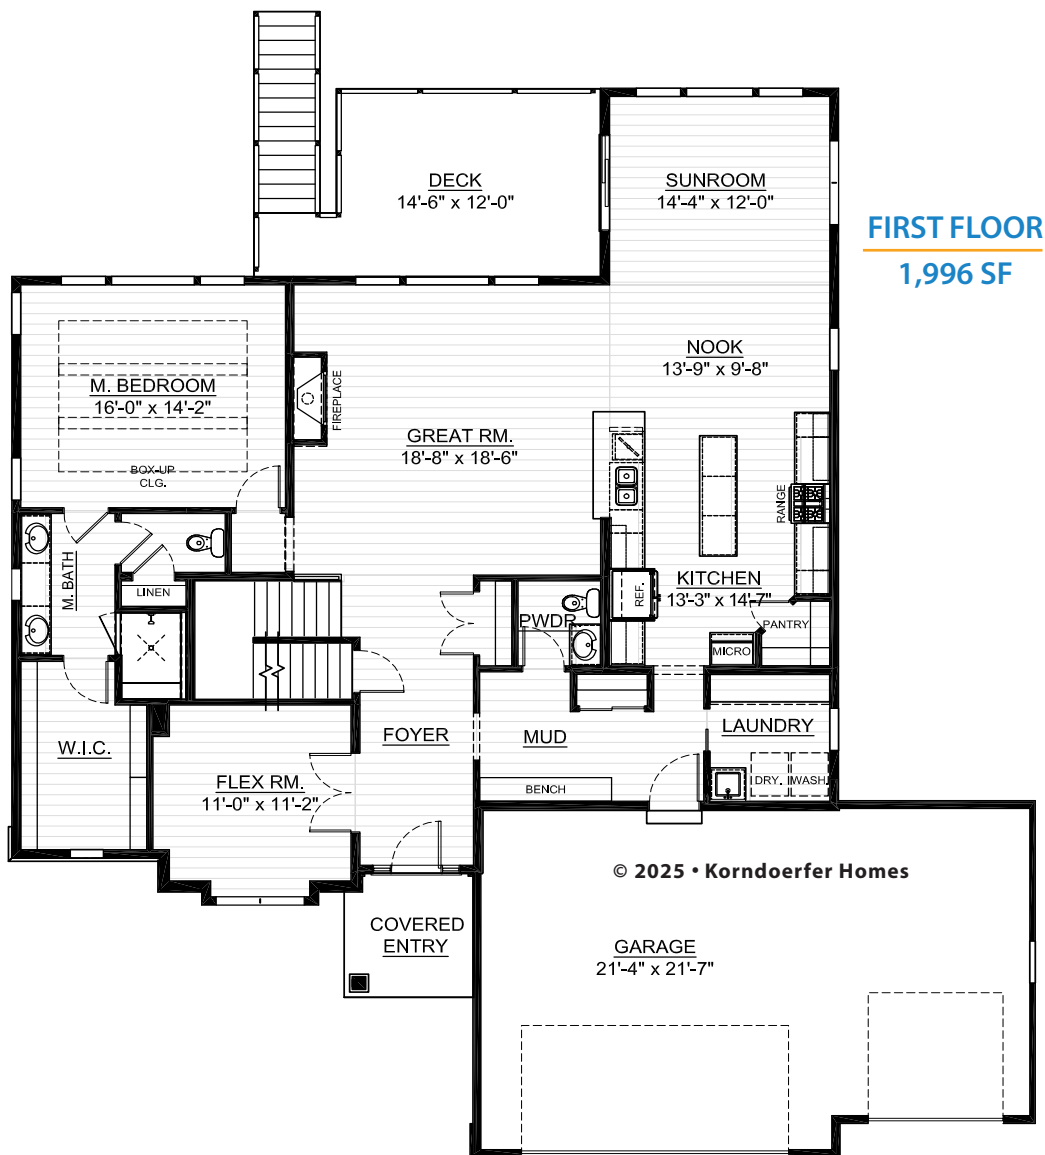 DECK
14'-6" x 12'-0"
SUNROOM
14'-4" x 12'-0"
FIRST FLOOR
1,996 SF
NOOK
13'-9" x 9'-8"
M. BEDROOM
16'-0" x 14'-2"
BOX-UP
CLG.
FIREPLACE
GREAT RM.
18'-8" x 18'-6"
RANGE
M. BATH
LINEN
KITCHEN
13'-3" x 14'-7"
REF.
PWDR
PANTRY
MICRO
W.I.C.
FOYER
MUD
LAUNDRY
FLEX RM.
11'-0" x 11'-2"
BENCH
DRY.
WASH.
© 2025 • Korndoerfer Homes
COVERED
ENTRY
GARAGE
21'-4" x 21'-7"